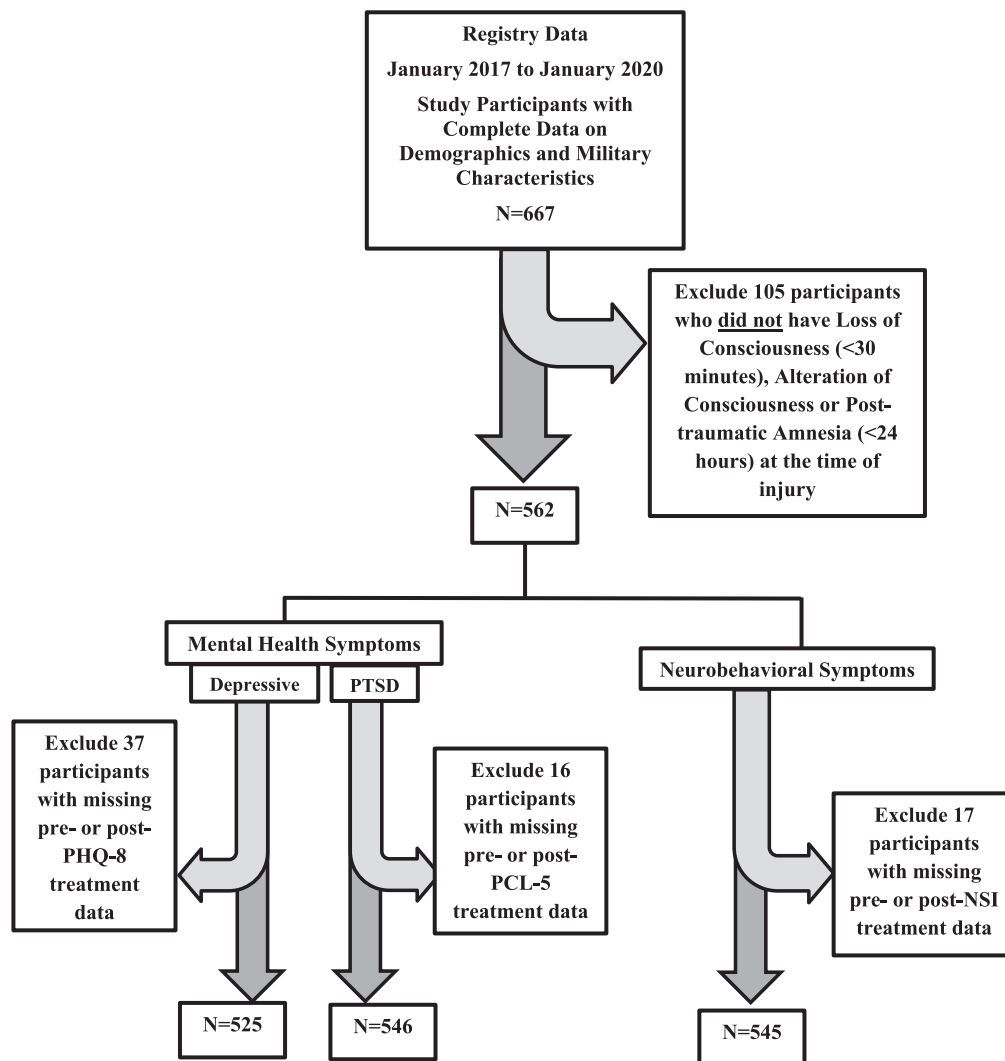 Registry Data
January 2017 to January 2020
Study Participants with
Complete Data on
Demographics and Military
Characteristics
N=667
Exclude 105 participants
who did not have Loss of
Consciousness (<30
minutes), Alteration of
Consciousness or Post-
traumatic Amnesia (<24
hours) at the time of
injury
N=562
Mental Health Symptoms
Depressive
PTSD
Neurobehavioral Symptoms
Exclude 37
participants
with missing
pre- or post-
PHQ-8
treatment
data
Exclude 16
participants
with missing
pre- or post-
PCL-5
treatment data
Exclude 17
participants
with missing
pre- or post-NSI
treatment data
N=525
N=546
N=545